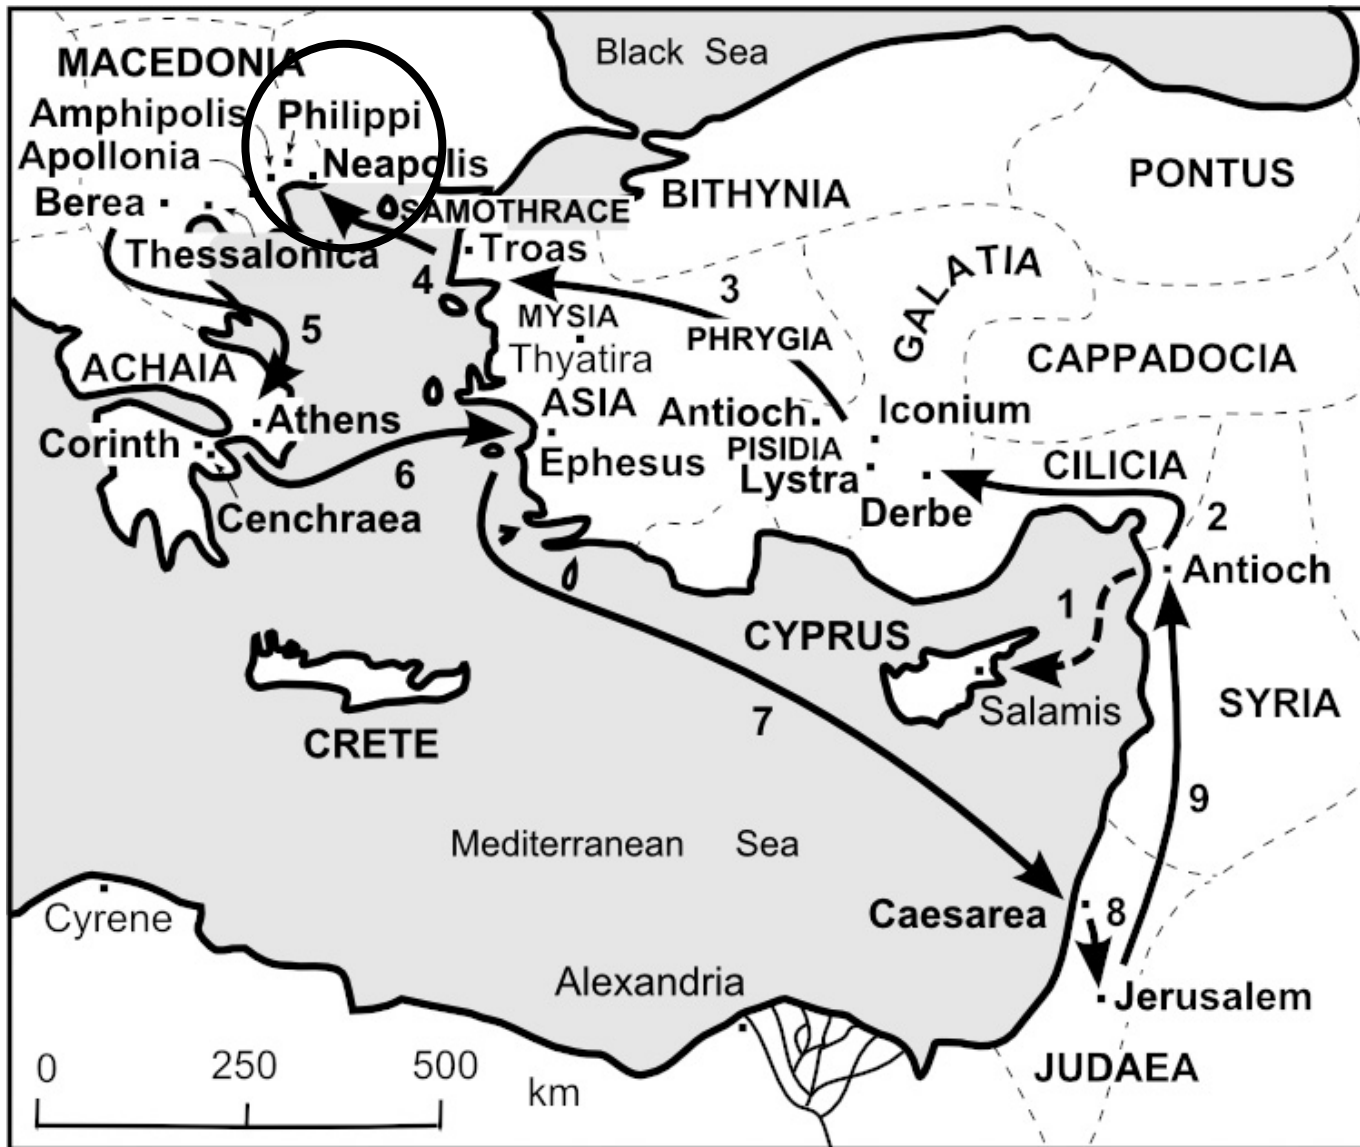 Black Sea
MACEDONIA
Amphipolis
Philippi
Apollonia
Neapolis
Berea
SAMOTHRACE
BITHYNIA
PONTUS
Thessalonica
Troas
4
3
GALATIA
5
MYSIA
PHRYGIA
Thyatira
ACHAIA
CAPPADOCIA
ASIA
Antioch
Iconium
Athens
Corinth
6
Ephesus
PISIDIA
Lystra
CILICIA
Cenchraea
Derbe
2
Antioch
1
CYPRUS
Salamis
SYRIA
7
CRETE
9
Mediterranean Sea
Caesarea
8
Cyrene
Alexandria
Jerusalem
JUDAEA
0 250 500
km